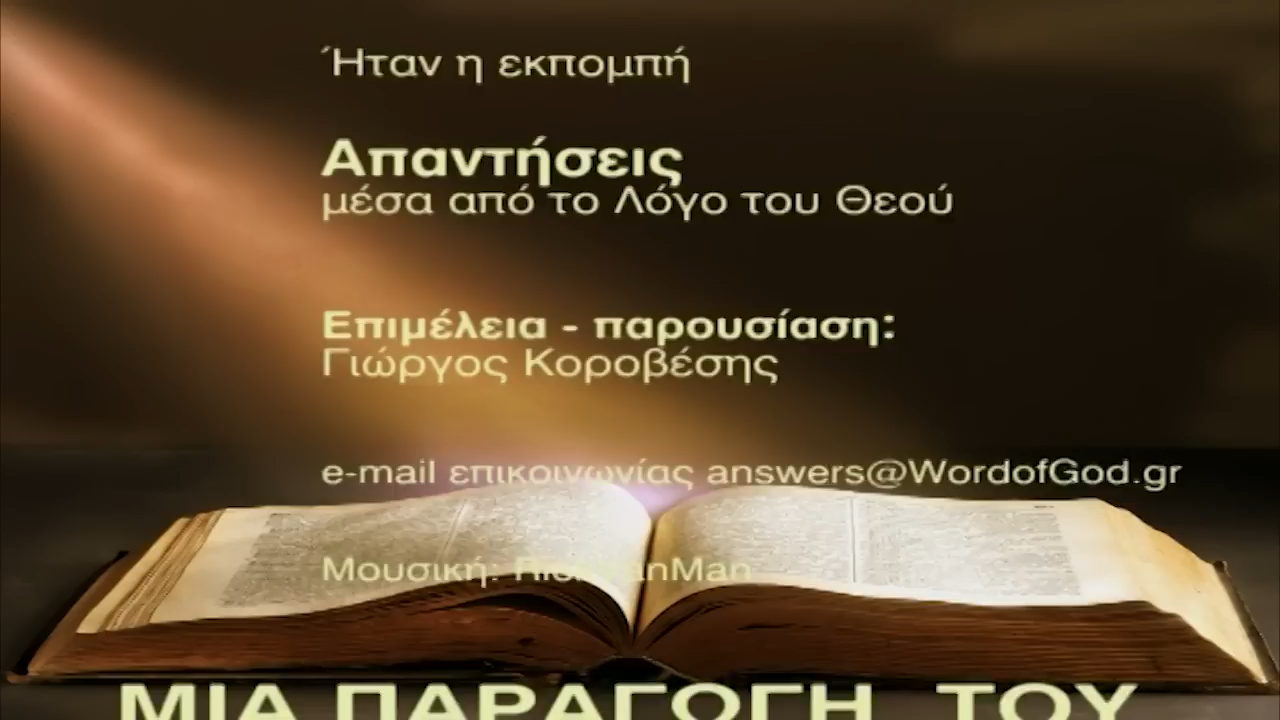 Ήταν η εκπομπή
Απαντήσεις
μέσα από το Λόγο του Θεού
Επιμέλεια - παρουσίαση:
Γιώργος Κοροβέσης
e-mail επικοινωνίας answers@WordofGod.gr
Μουσική:
ΜΙΑ ΠΑΡΑΓΩΓΗ ΤΟΥ